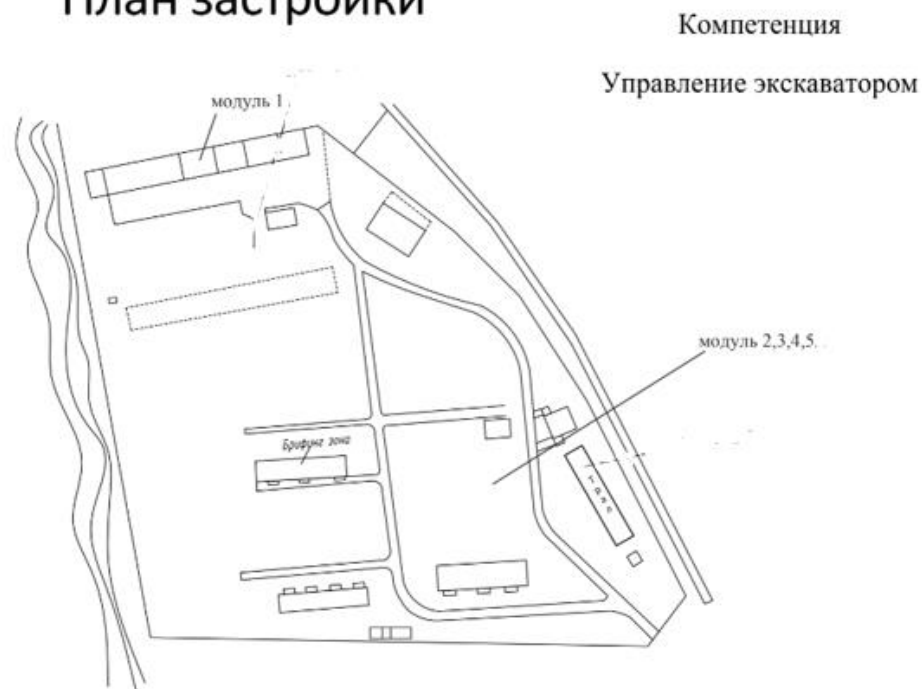 План застройки
Компетенция
Управление экскаватором
модуль 1
модуль 2,3,4,5.
Брифинг зона